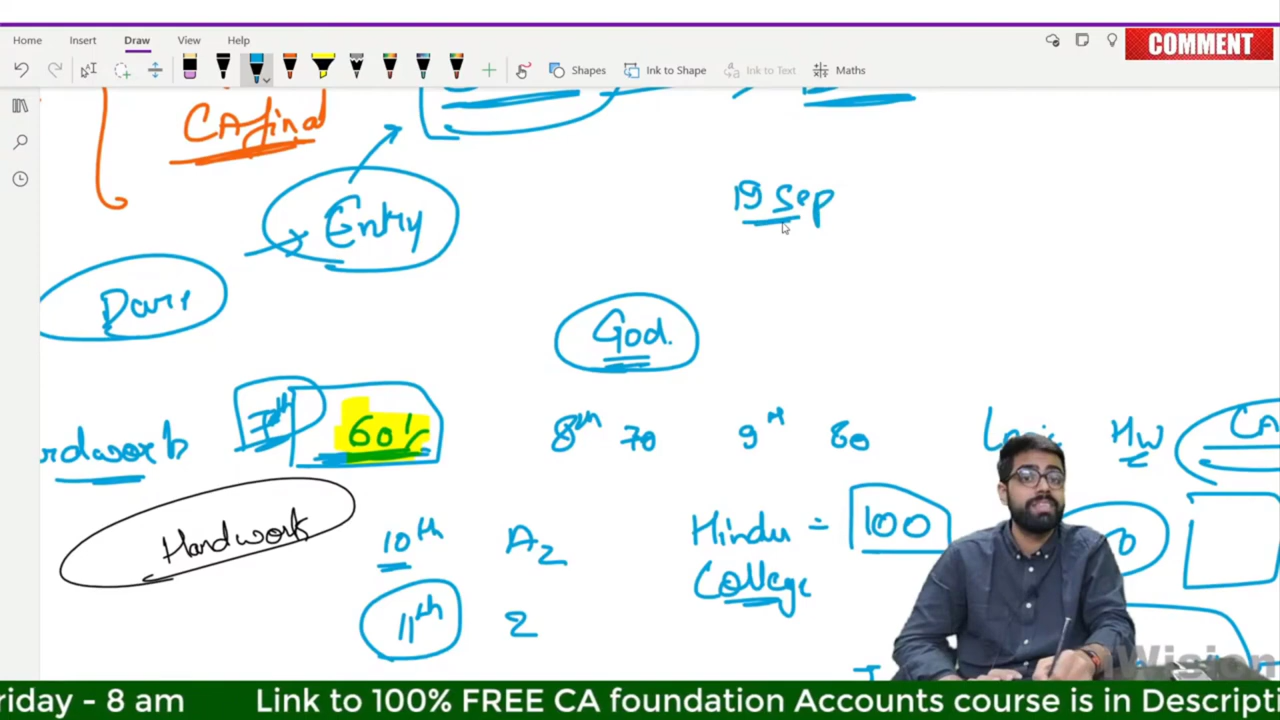 Home Insert Draw View Help
COMMENT
Shapes Ink to Shape Ink to Text Maths
CA final
19 Sep
Entry
God.
7th 60%
8th 70 9th 80
HW
CA
Hardwork
10th A2
Hindu = 100
College
11th 2
Wision
riday - 8 am Link to 100% FREE CA foundation Accounts course is in Descripti